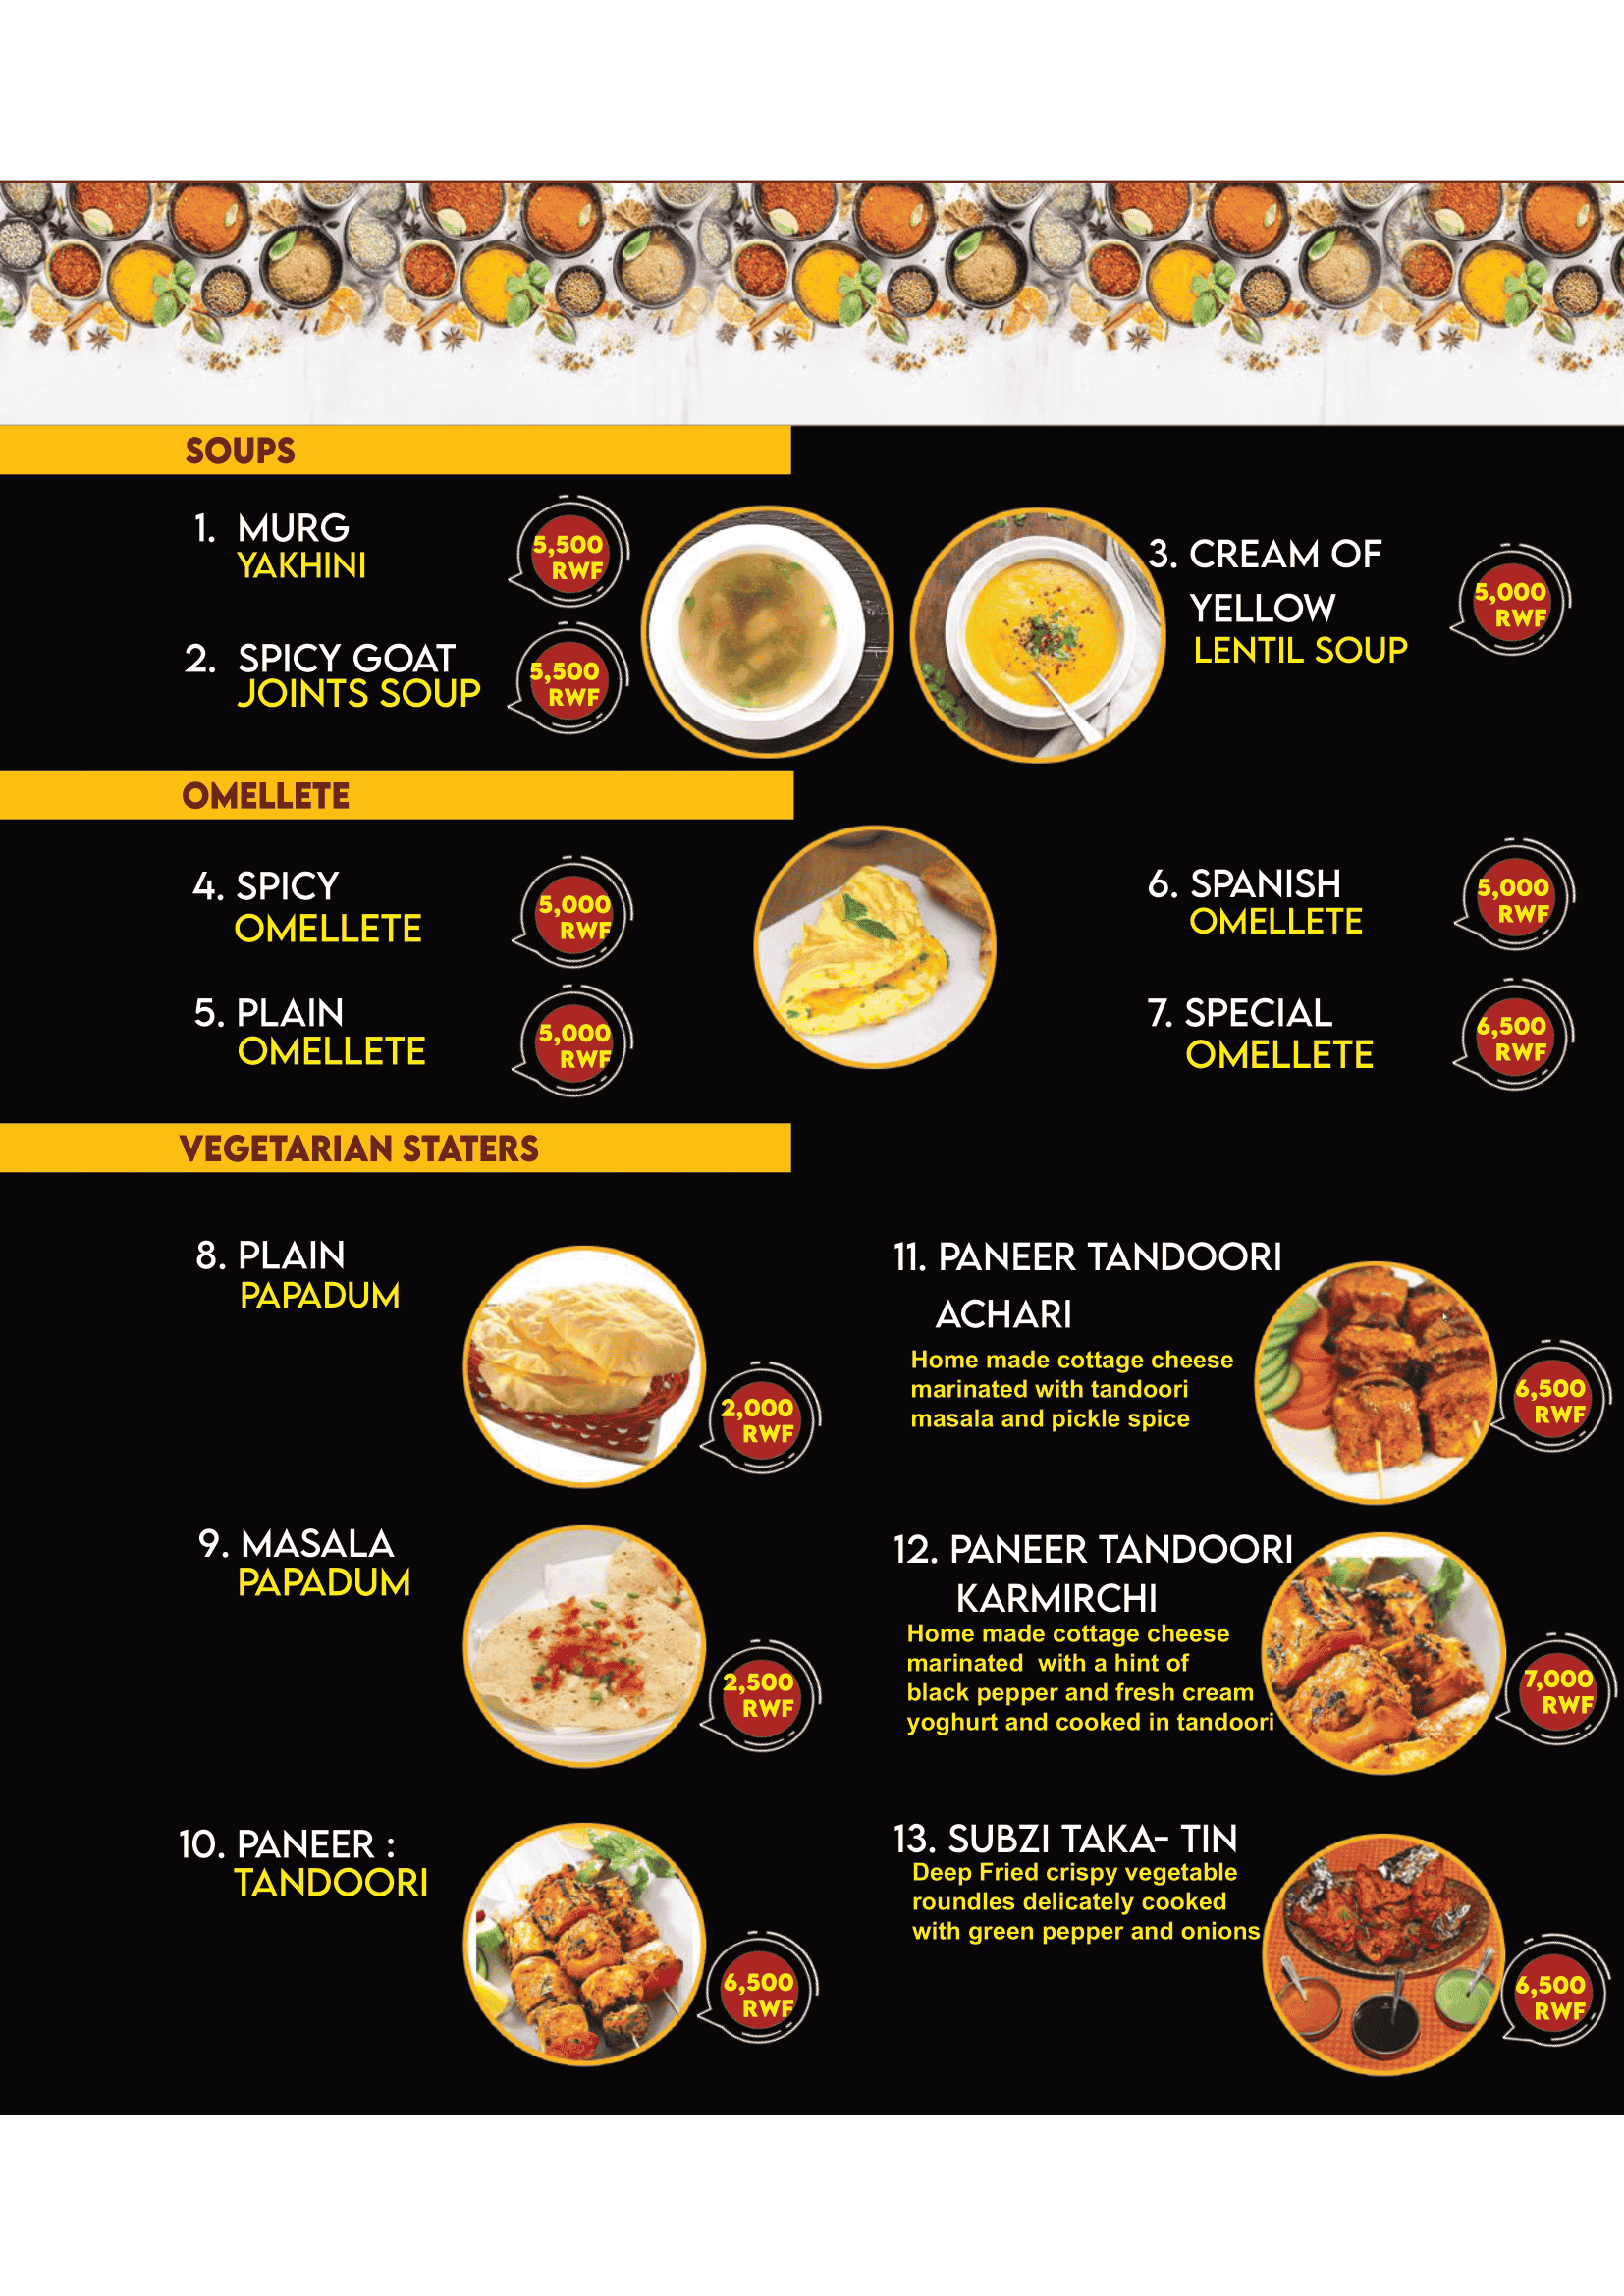 SOUPS
1. MURG
YAKHINI
5,500
RWF
2. SPICY GOAT
JOINTS SOUP
5,500
RWF
3. CREAM OF
YELLOW
LENTIL SOUP
5,000
RWF
OMELLETE
4. SPICY
OMELLETE
5,000
RWF
5. PLAIN
OMELLETE
5,000
RWF
6. SPANISH
OMELLETE
5,000
RWF
7. SPECIAL
OMELLETE
6,500
RWF
VEGETARIAN STATERS
8. PLAIN
PAPADUM
2,000
RWF
9. MASALA
PAPADUM
2,500
RWF
10. PANEER :
TANDOORI
6,500
RWF
11. PANEER TANDOORI
ACHARI
Home made cottage cheese
marinated with tandoori
masala and pickle spice
6,500
RWF
12. PANEER TANDOORI
KARMIRCHI
Home made cottage cheese
marinated with a hint of
black pepper and fresh cream
yoghurt and cooked in tandoori
7,000
RWF
13. SUBZI TAKA- TIN
Deep Fried crispy vegetable
roundles delicately cooked
with green pepper and onions
6,500
RWF